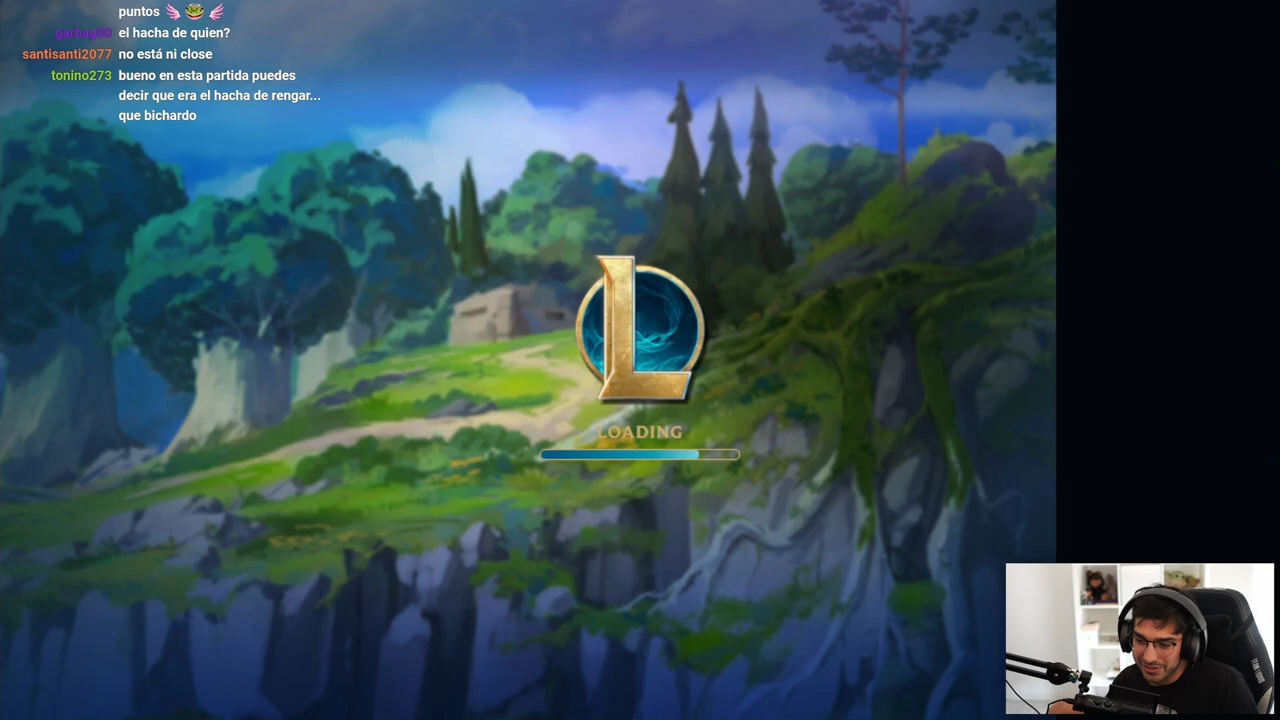 puntos
el hacha de quien?
santisanti2077 no está ni close
tonino273 bueno en esta partida puedes
decir que era el hacha de rengar...
que bichardo
L
LOADING